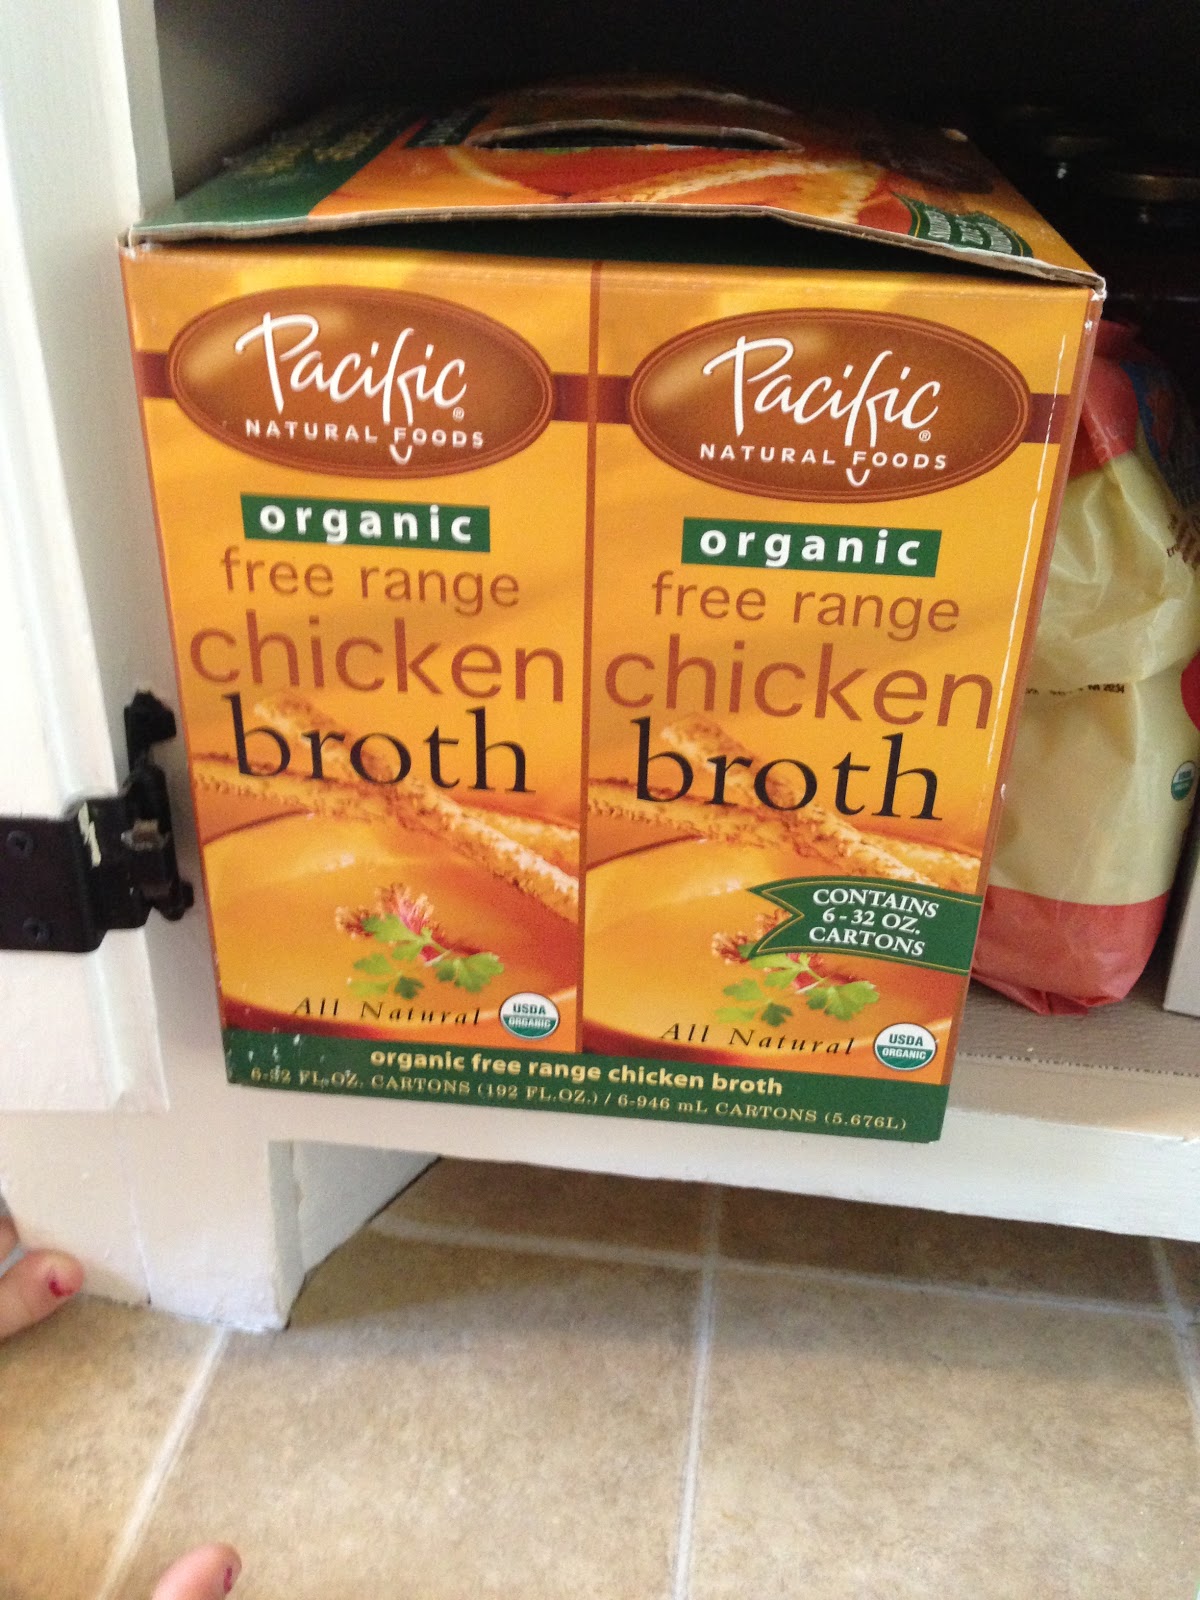 Pacific®
NATURAL FOODS
organic
free range
chicken
broth
All Natural
USDA
ORGANIC
Pacific®
NATURAL FOODS
organic
free range
chicken
broth
CONTAINS
6-32 OZ.
CARTONS
All Natural
USDA
ORGANIC
organic free range chicken broth
6-32 FL.OZ. CARTONS (192 FL.OZ.) / 6-946 mL CARTONS (5.676L)